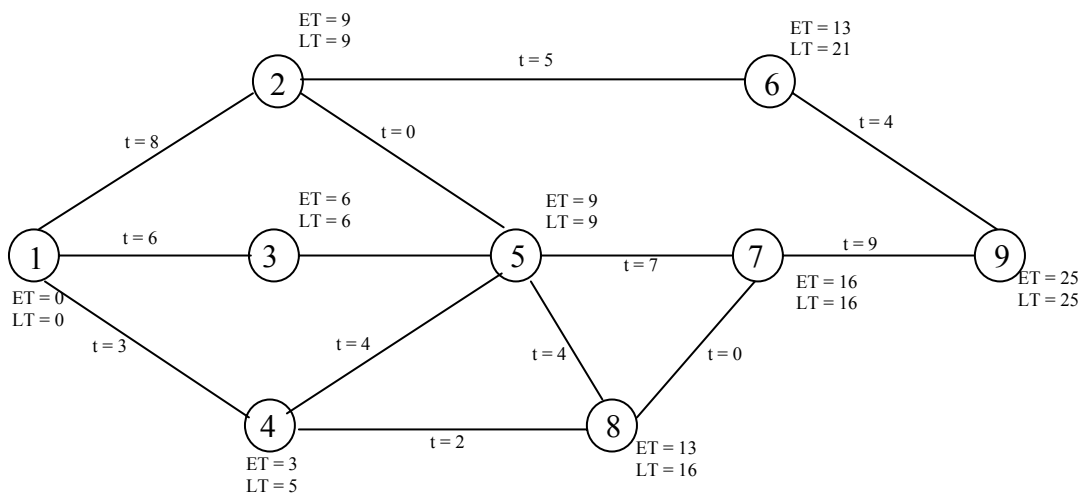 ET = 9
LT = 9
ET = 13
LT = 21
2
t = 5
6
t = 8
t = 0
t = 4
ET = 6
LT = 6
ET = 9
LT = 9
1
t = 6
3
5
t = 7
7
t = 9
9
ET = 0
LT = 0
ET = 16
LT = 16
ET = 25
LT = 25
t = 3
t = 4
t = 4
t = 0
4
t = 2
8
ET = 3
LT = 5
ET = 13
LT = 16